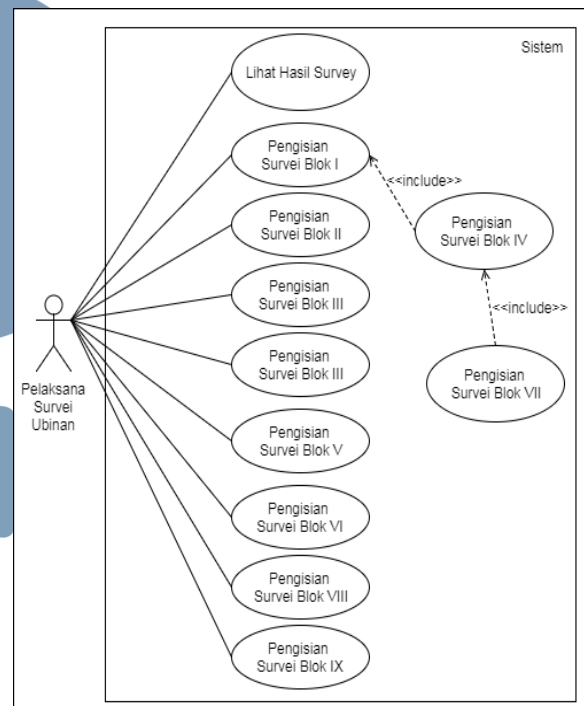 Sistem
Lihat Hasil Survey
Pengisian
Survei Blok I
<<include>>
Pengisian
Survei Blok II
Pengisian
Survei Blok IV
Pengisian
Survei Blok III
<<include>>
Pengisian
Survei Blok III
Pengisian
Survei Blok VII
Pelaksana
Survei
Ubinan
Pengisian
Survei Blok V
Pengisian
Survei Blok VI
Pengisian
Survei Blok VIII
Pengisian
Survei Blok IX